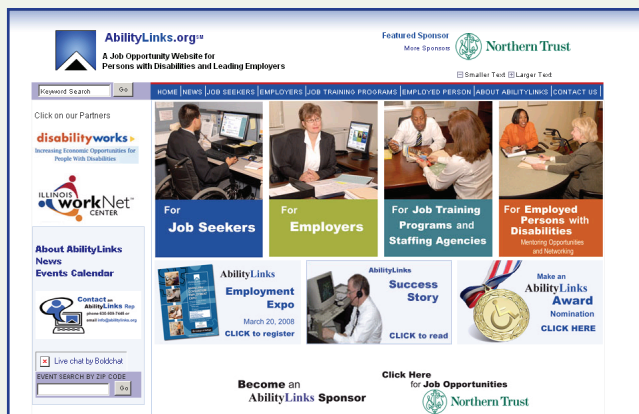 AbilityLinks.org℠
A Job Opportunity Website for
Persons with Disabilities and Leading Employers
Featured Sponsor
More Sponsors
Northern Trust
Smaller Text Larger Text
Keyword Search Go
HOME NEWS JOB SEEKERS EMPLOYERS JOB TRAINING PROGRAMS EMPLOYED PERSON ABOUT ABILITYLINKS CONTACT US
Click on our Partners
disabilityworks
Increasing Economic Opportunities for
People With Disabilities
ILLINOIS
workNet
CENTER
About AbilityLinks
News
Events Calendar
Contact an
AbilityLinks Rep
email info@abilitylinks.org
Live chat by Boldchat
EVENT SEARCH BY ZIP CODE
Go
For
Job Seekers
For
Employers
For Job Training
Programs and
Staffing Agencies
For Employed
Persons with
Disabilities
Mentoring Opportunities
and Networking
AbilityLinks
Employment
Expo
March 20, 2008
CLICK to register
AbilityLinks
Success
Story
CLICK to read
Make an
AbilityLinks
Award
Nomination
CLICK HERE
Become an
AbilityLinks Sponsor
Click Here
for Job Opportunities
Northern Trust